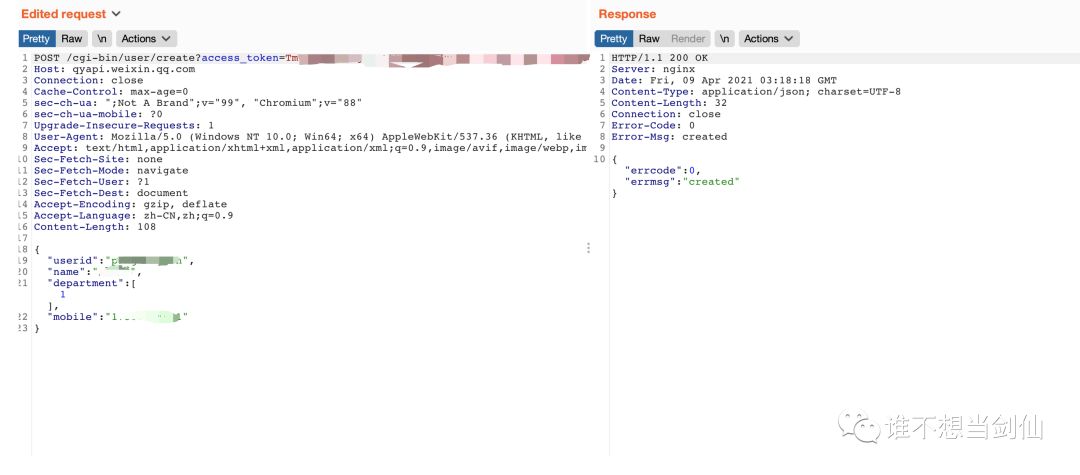 Edited request
Pretty Raw \n Actions
1 POST /cgi-bin/user/create?access_token=Tm
2 Host: qyapi.weixin.qq.com
3 Connection: close
4 Cache-Control: max-age=0
5 sec-ch-ua: ";Not A Brand";v="99", "Chromium";v="88"
6 sec-ch-ua-mobile: ?0
7 Upgrade-Insecure-Requests: 1
8 User-Agent: Mozilla/5.0 (Windows NT 10.0; Win64; x64) AppleWebKit/537.36 (KHTML, like
9 Accept: text/html,application/xhtml+xml,application/xml;q=0.9,image/avif,image/webp,im
10 Sec-Fetch-Site: none
11 Sec-Fetch-Mode: navigate
12 Sec-Fetch-User: ?1
13 Sec-Fetch-Dest: document
14 Accept-Encoding: gzip, deflate
15 Accept-Language: zh-CN,zh;q=0.9
16 Content-Length: 108
17
18 {
19 "userid":"p
20 "name":"
21 "department":[
1
],
22 "mobile":"1
23 }
Response
Pretty Raw Render \n Actions
1 HTTP/1.1 200 OK
2 Server: nginx
3 Date: Fri, 09 Apr 2021 03:18:18 GMT
4 Content-Type: application/json; charset=UTF-8
5 Content-Length: 32
6 Connection: close
7 Error-Code: 0
8 Error-Msg: created
9
10 {
"errcode":0,
"errmsg":"created"
}
谁不想当剑仙